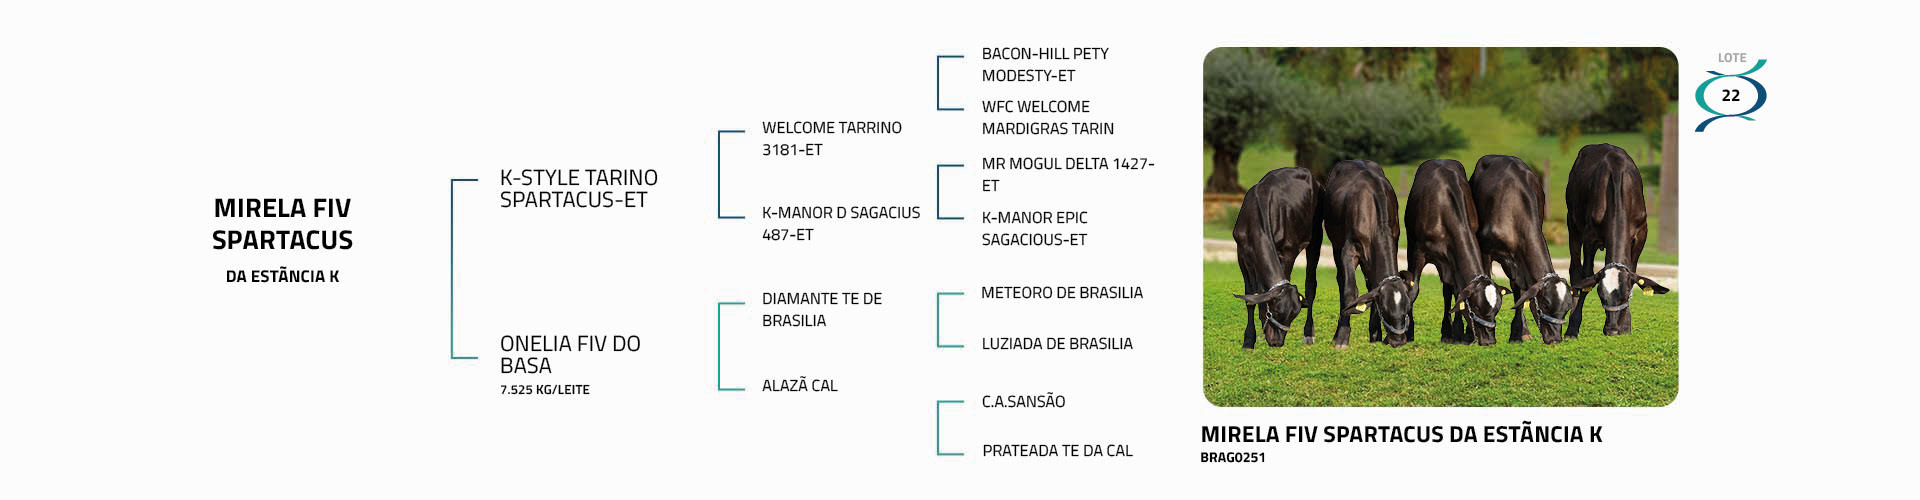 MIRELA FIV
SPARTACUS
DA ESTÃNCIA K
K-STYLE TARINO
SPARTACUS-ET
ONELIA FIV DO
BASA
7.525 KG/LEITE
WELCOME TARRINO
3181-ET
K-MANOR D SAGACIUS
487-ET
DIAMANTE TE DE
BRASILIA
ALAZÃ CAL
BACON-HILL PETY
MODESTY-ET
WFC WELCOME
MARDIGRAS TARIN
MR MOGUL DELTA 1427-
ET
K-MANOR EPIC
SAGACIOUS-ET
METEORO DE BRASILIA
LUZIADA DE BRASILIA
C.A.SANSÃO
PRATEADA TE DA CAL
LOTE
22
MIRELA FIV SPARTACUS DA ESTÃNCIA K
BRAG0251